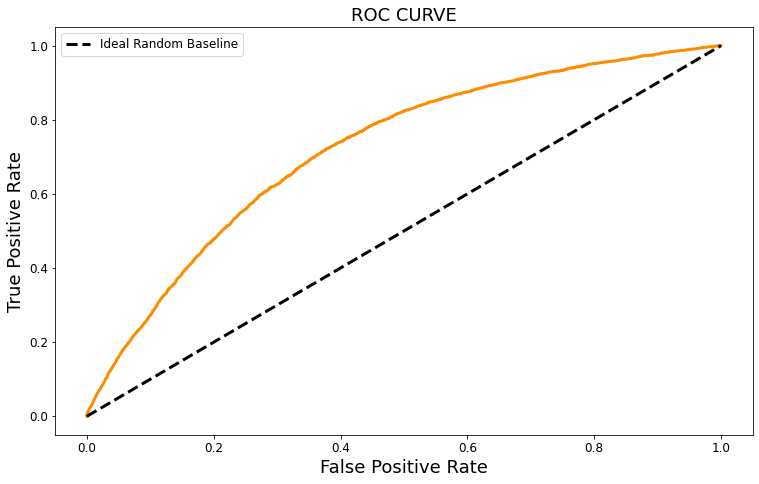 ROC CURVE
Ideal Random Baseline
True Positive Rate
1.0
0.8
0.6
0.4
0.2
0.0
0.0 0.2 0.4 0.6 0.8 1.0
False Positive Rate